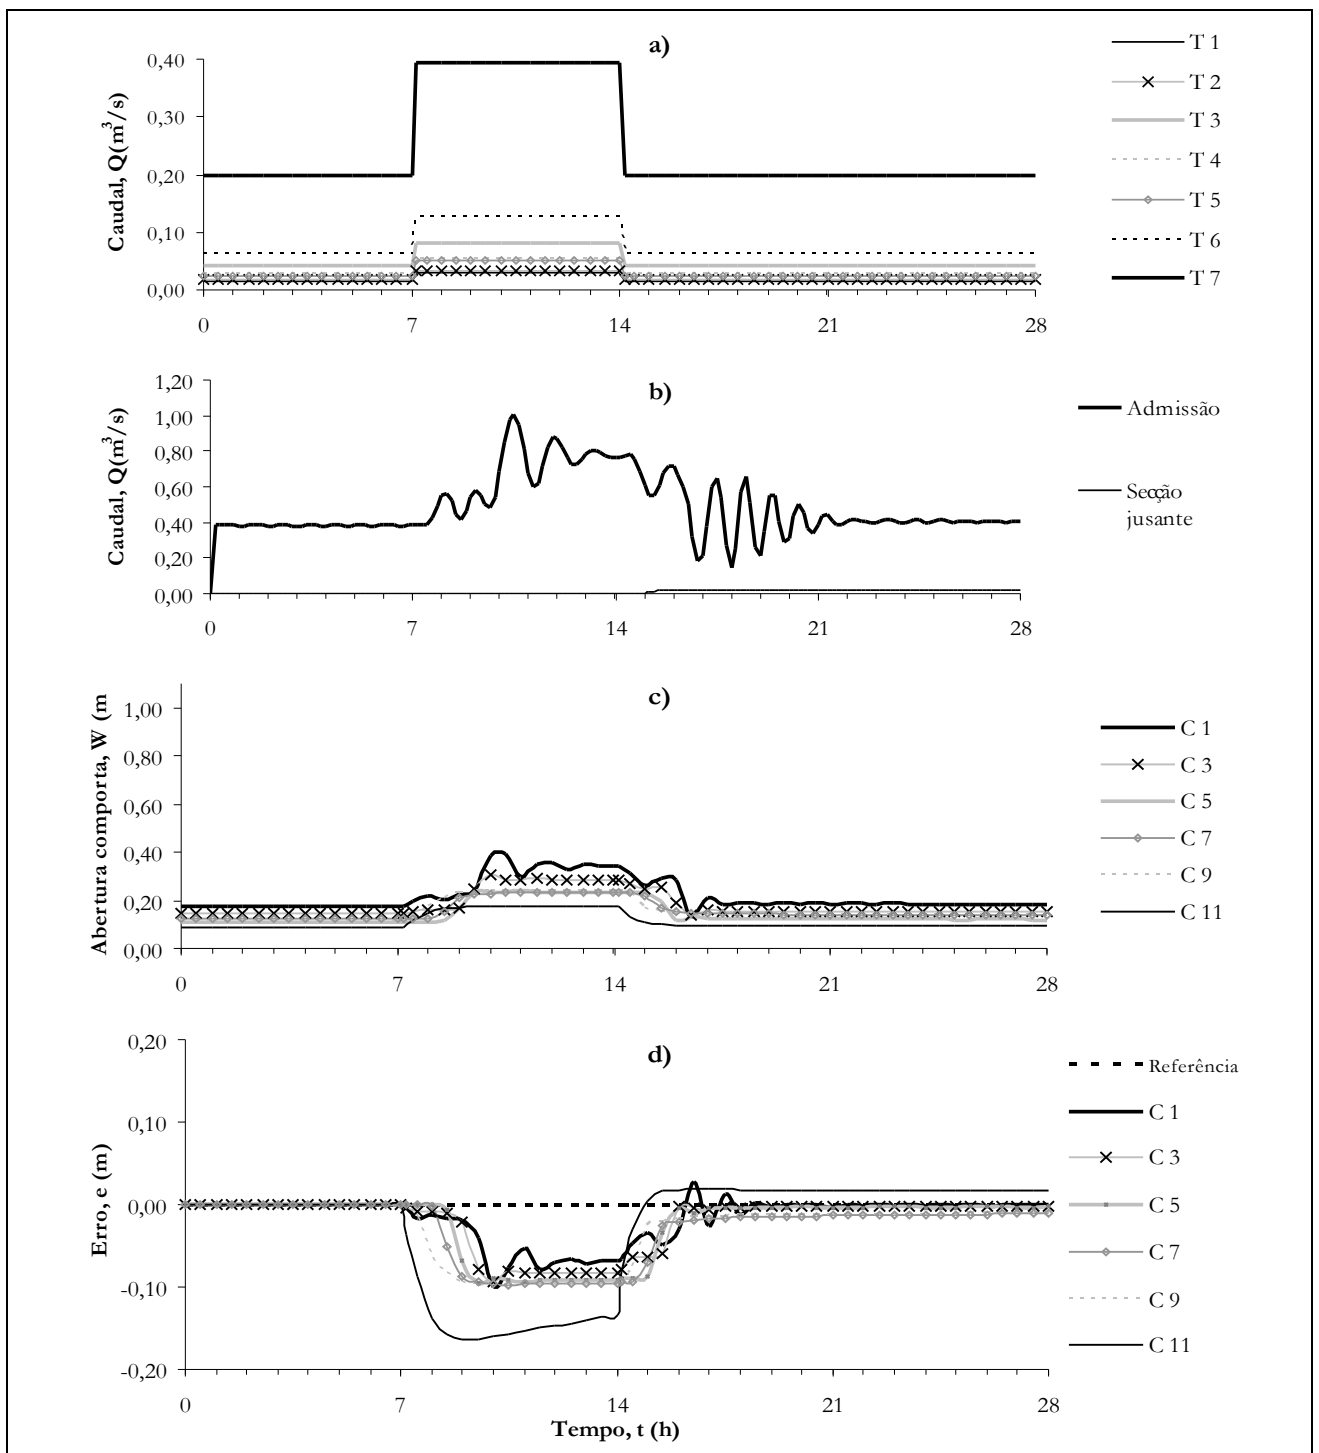 a)
Caudal, Q(m³/s)
0,40
0,30
0,20
0,10
0,00
0 7 14 21 28
T 1
T 2
T 3
T 4
T 5
T 6
T 7
b)
Caudal, Q(m³/s)
1,20
1,00
0,80
0,60
0,40
0,20
0,00
0 7 14 21 28
Admissão
Secção
jusante
c)
Abertura comporta, W (m
1,00
0,80
0,60
0,40
0,20
0,00
0 7 14 21 28
C 1
C 3
C 5
C 7
C 9
C 11
d)
Erro, e (m)
0,20
0,10
0,00
-0,10
-0,20
0 7 14 21 28
Tempo, t (h)
Referência
C 1
C 3
C 5
C 7
C 9
C 11